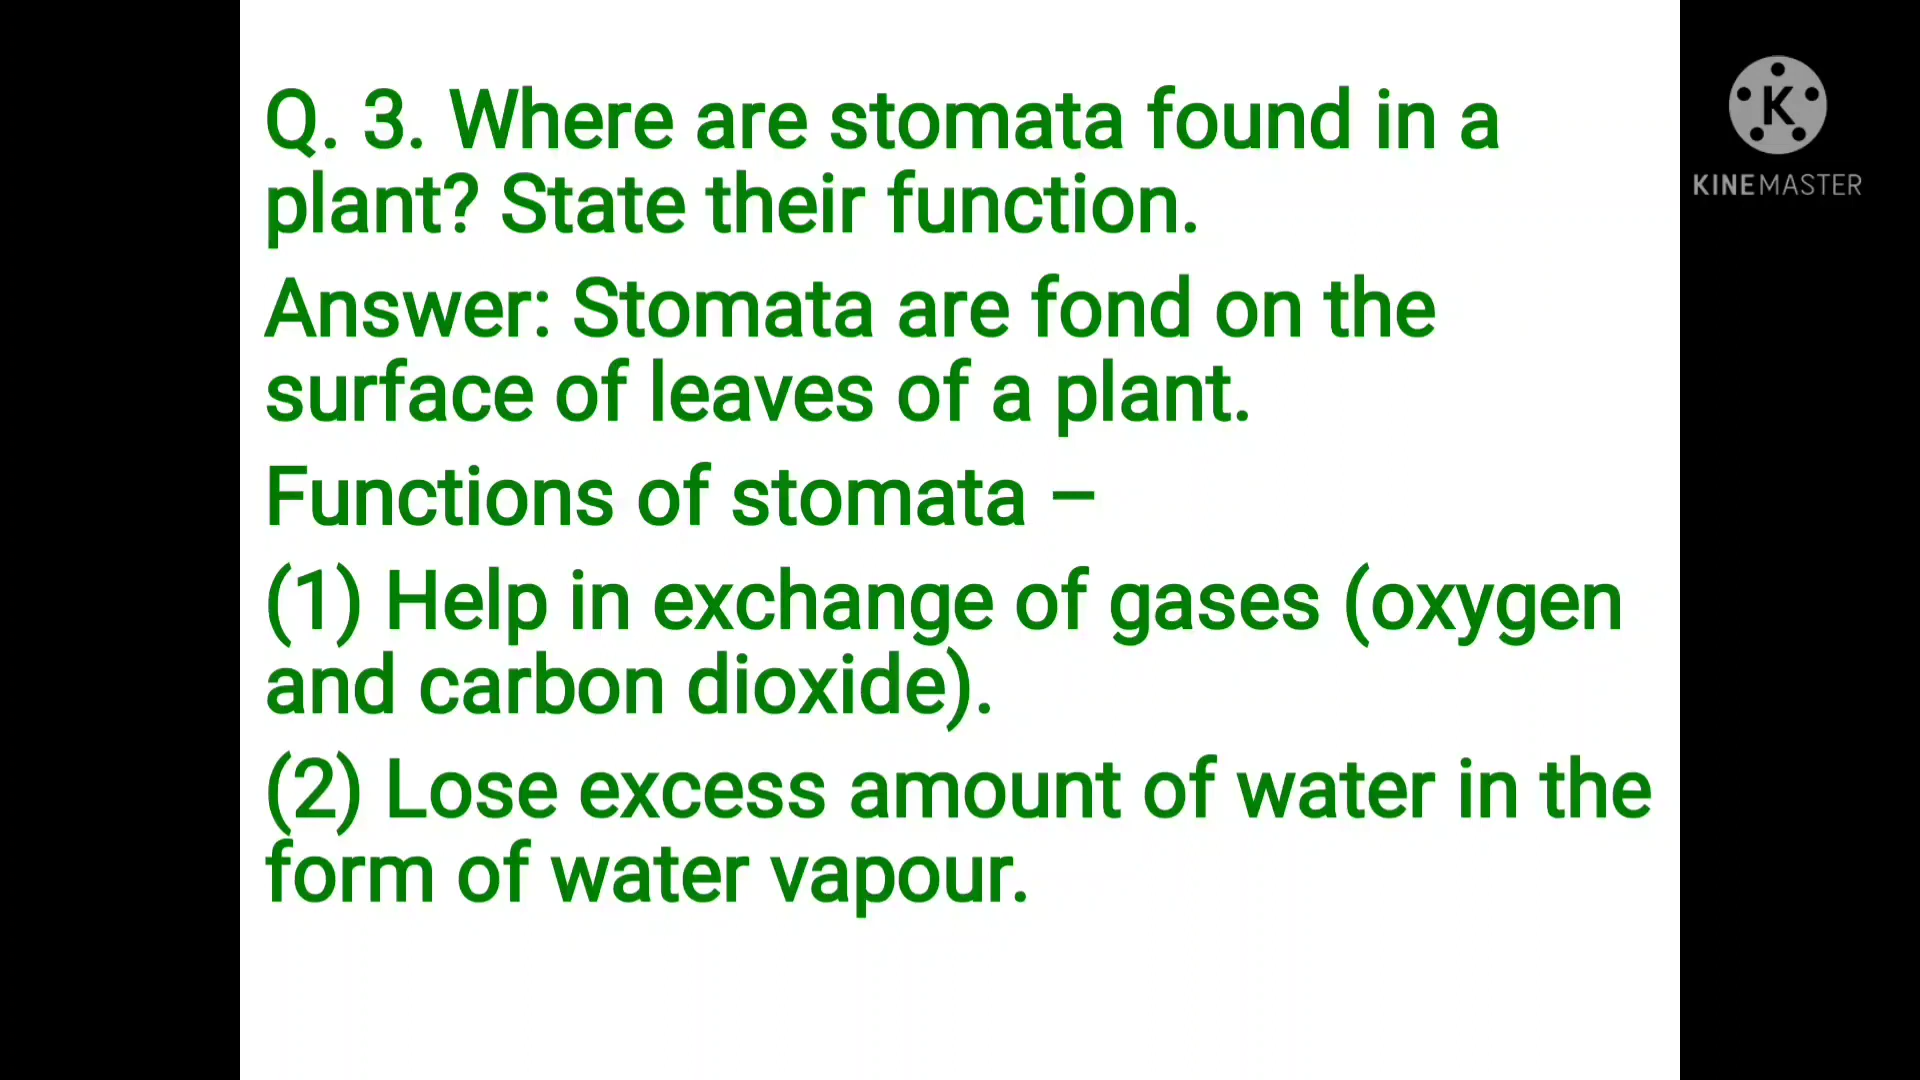 Q. 3. Where are stomata found in a
plant? State their function.
Answer: Stomata are fond on the
surface of leaves of a plant.
Functions of stomata –
(1) Help in exchange of gases (oxygen
and carbon dioxide).
(2) Lose excess amount of water in the
form of water vapour.
K
KINEMASTER